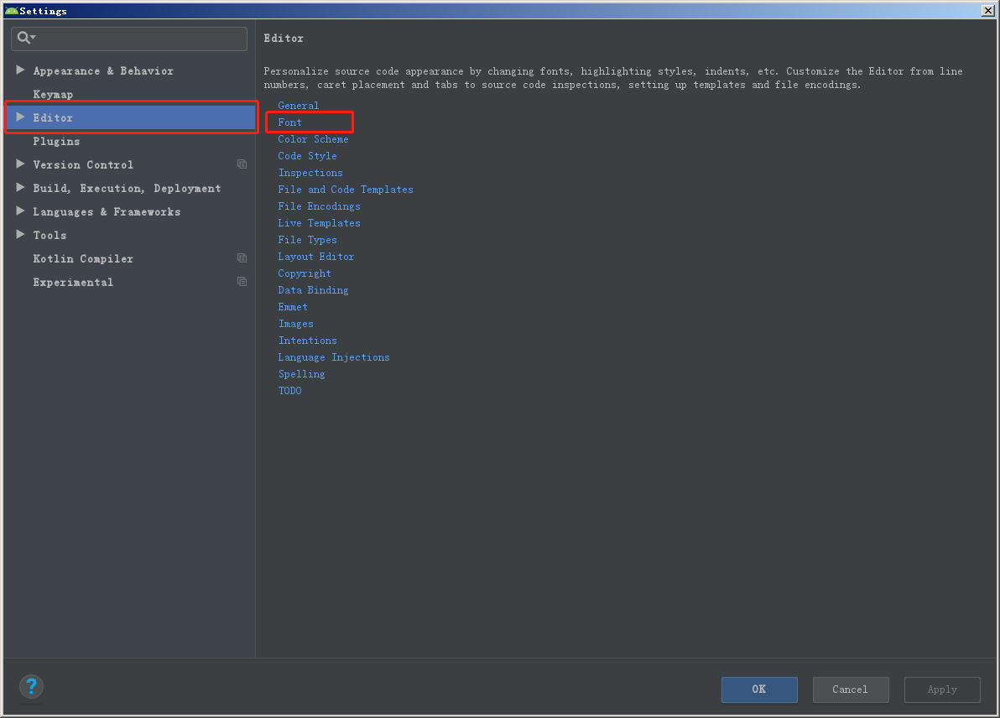 Settings
Appearance & Behavior
Keymap
Editor
Plugins
Version Control
Build, Execution, Deployment
Languages & Frameworks
Tools
Kotlin Compiler
Experimental
Editor
Personalize source code appearance by changing fonts, highlighting styles, indents, etc. Customize the Editor from line
numbers, caret placement and tabs to source code inspections, setting up templates and file encodings.
General
Font
Color Scheme
Code Style
Inspections
File and Code Templates
File Encodings
Live Templates
File Types
Layout Editor
Copyright
Data Binding
Emmet
Images
Intentions
Language Injections
Spelling
TODO
?
OK
Cancel
Apply